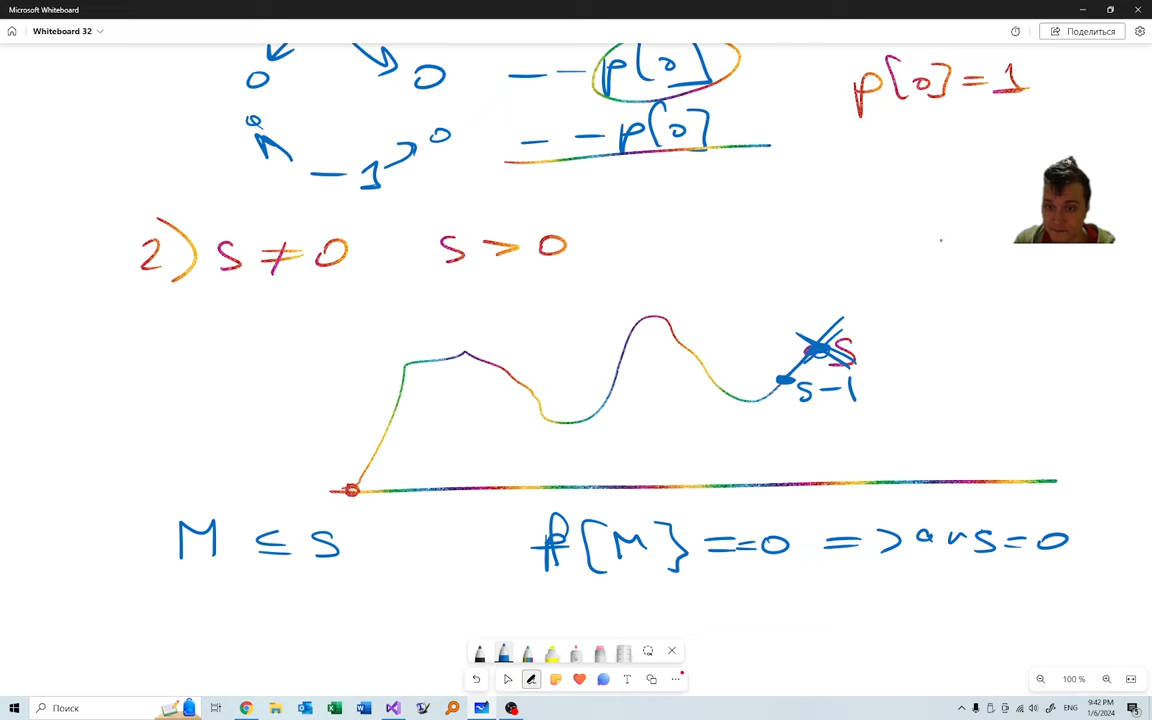 Microsoft Whiteboard
Whiteboard 32
Поделиться
0 0 - - p[0]
p[0] = 1
0 - 1 0 - - p[0]
2) s ≠ 0 s > 0
s
s - 1
M ≤ s p[M] == 0 => ans = 0
100 %
Поиск
ENG
9:42 PM
1/6/2024
5